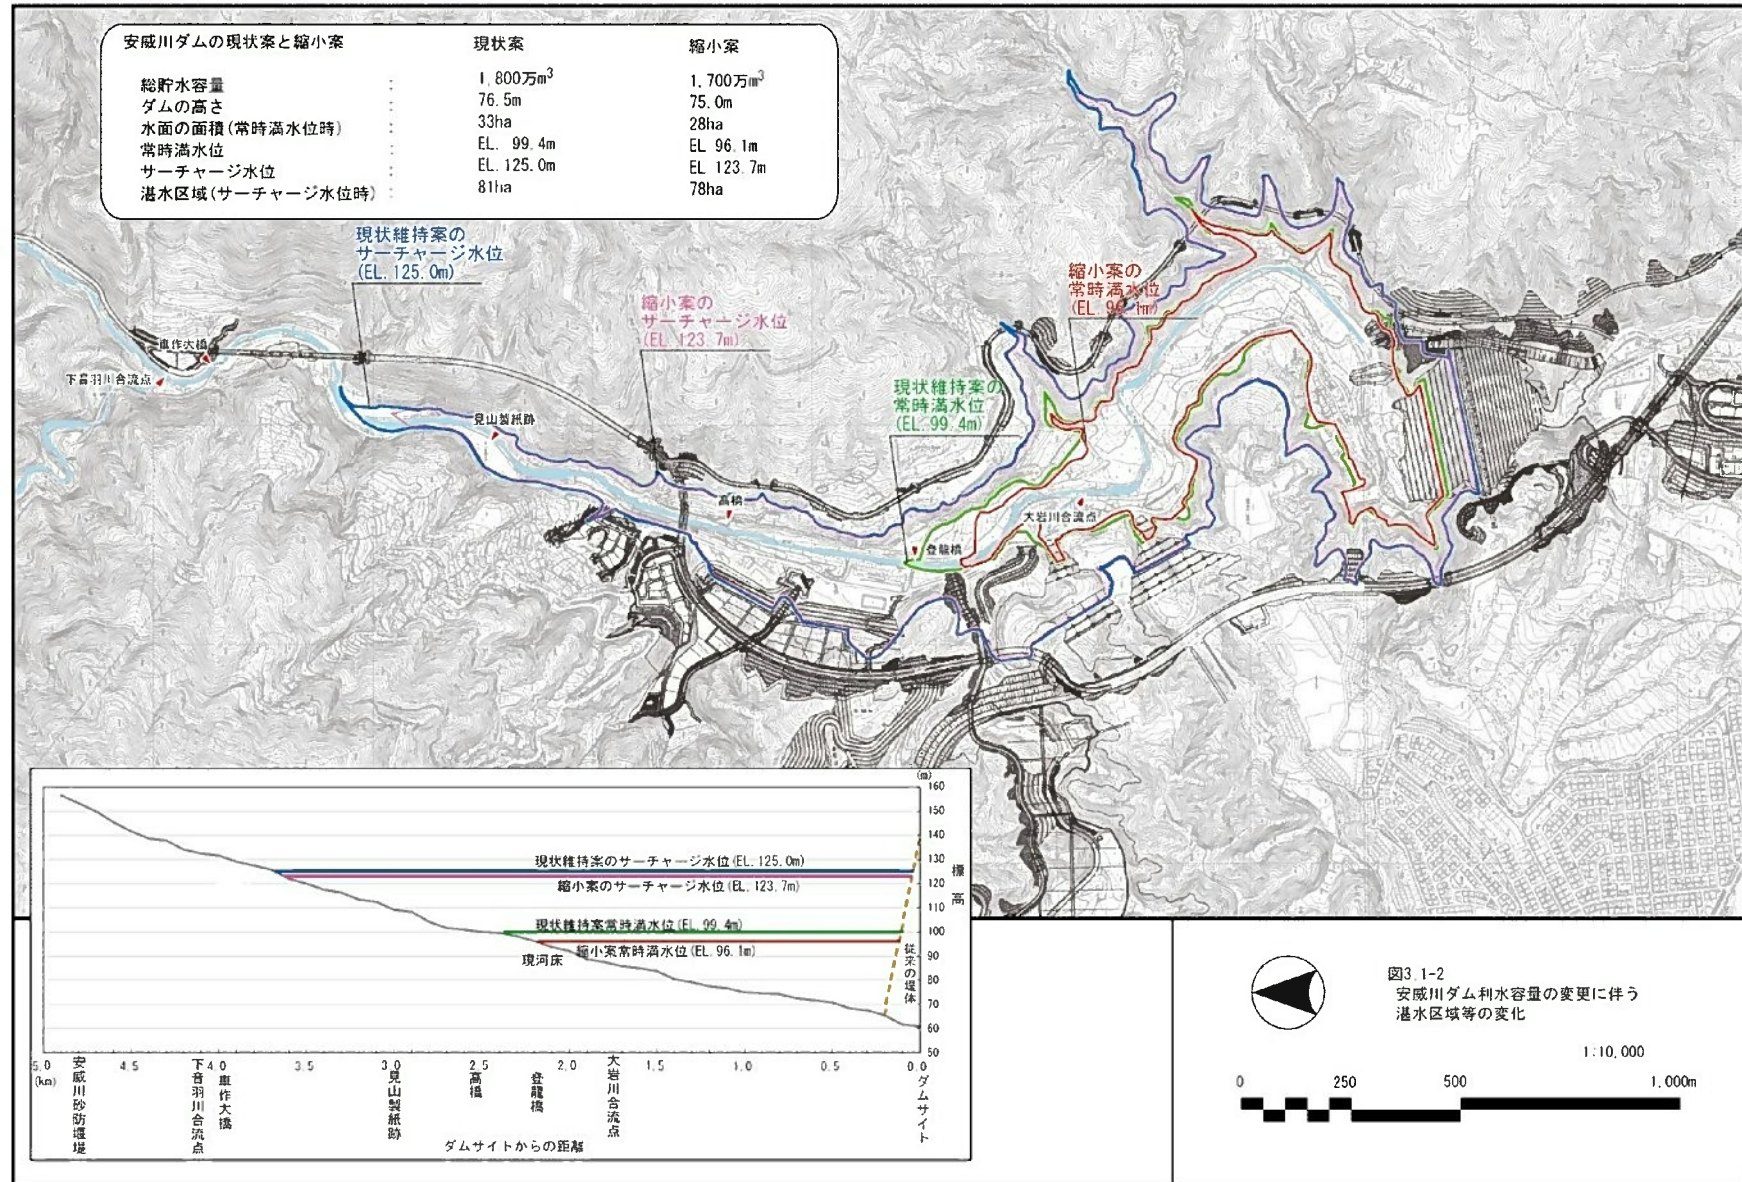 安威川ダムの現状案と縮小案 現状案 縮小案
総貯水容量 : 1,800万m³ 1,700万m³
ダムの高さ : 76.5m 75.0m
水面の面積(常時満水位時) : 33ha 28ha
常時満水位 : EL. 99.4m EL 96.1m
サーチャージ水位 : EL.125.0m EL 123.7m
湛水区域(サーチャージ水位時) : 81ha 78ha
現状維持案の
サーチャージ水位
(EL.125.0m)
縮小案の
サーチャージ水位
(EL.123.7m)
縮小案の
常時満水位
(EL.96.1m)
現状維持案の
常時満水位
(EL.99.4m)
車作大橋
下音羽川合流点
見山製紙跡
高橋
登龍橋
大岩川合流点
(m)
160
150
140
130
120
110
100
90
80
70
60
50
標高
現状維持案のサーチャージ水位(EL.125.0m)
縮小案のサーチャージ水位(EL.123.7m)
現状維持案常時満水位(EL.99.4m)
縮小案常時満水位(EL.96.1m)
現河床
従来の堤体
5.0 4.5 4.0 3.5 3.0 2.5 2.0 1.5 1.0 0.5 0.0
(km)
安威川砂防堰堤
下音羽川合流点
車作大橋
見山製紙跡
高橋
登龍橋
大岩川合流点
ダムサイト
ダムサイトからの距離
図3.1-2
安威川ダム利水容量の変更に伴う
湛水区域等の変化
1:10,000
0 250 500 1,000m